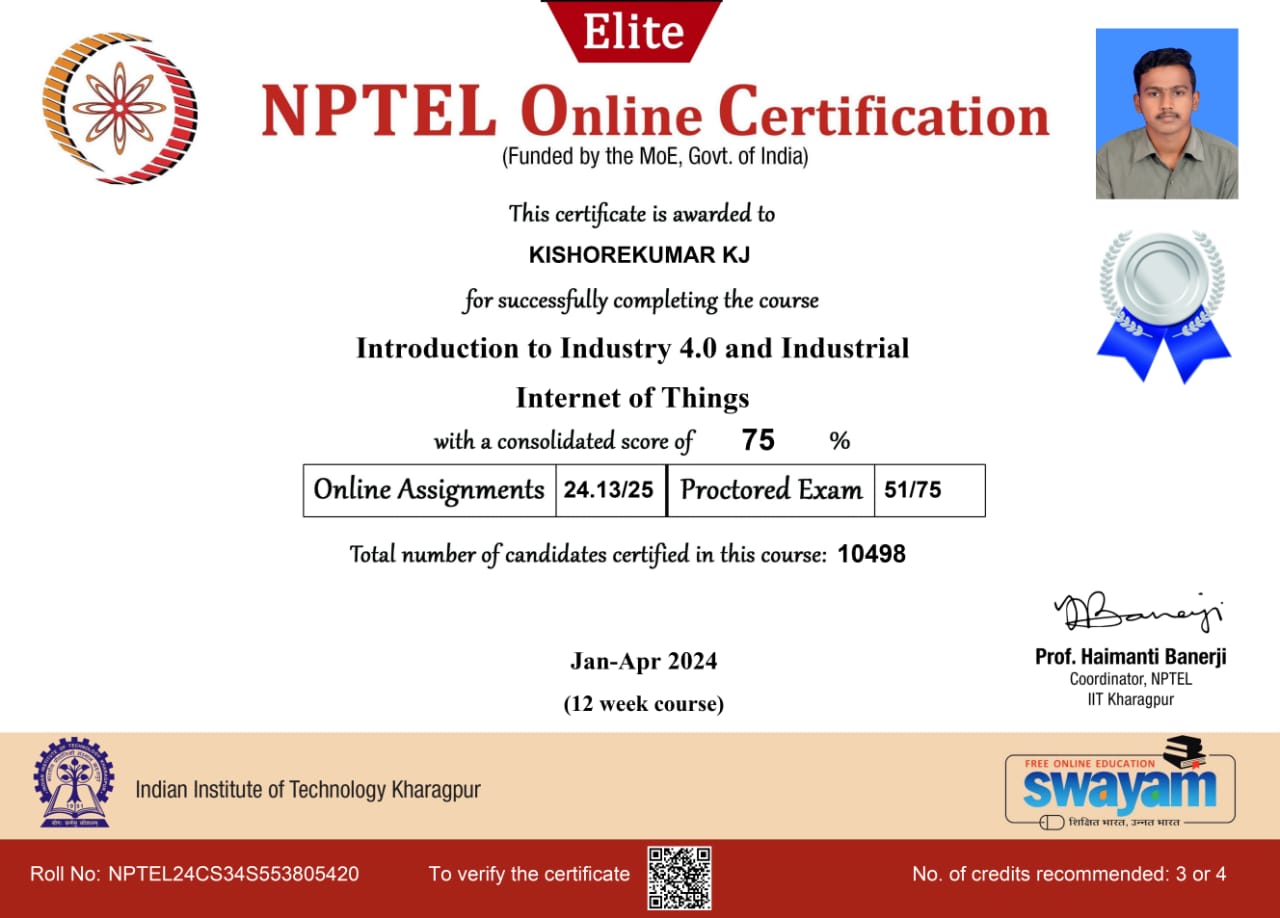 Elite
NPTEL Online Certification
(Funded by the MoE, Govt. of India)
This certificate is awarded to
KISHOREKUMAR KJ
for successfully completing the course
Introduction to Industry 4.0 and Industrial
Internet of Things
with a consolidated score of 75 %
Online Assignments 24.13/25 Proctored Exam 51/75
Total number of candidates certified in this course: 10498
Jan-Apr 2024
(12 week course)
Banerji
Prof. Haimanti Banerji
Coordinator, NPTEL
IIT Kharagpur
1951
Indian Institute of Technology Kharagpur
FREE ONLINE EDUCATION
swayam
शिक्षित भारत, उन्नत भारत
Roll No: NPTEL24CS34S553805420
To verify the certificate
No. of credits recommended: 3 or 4